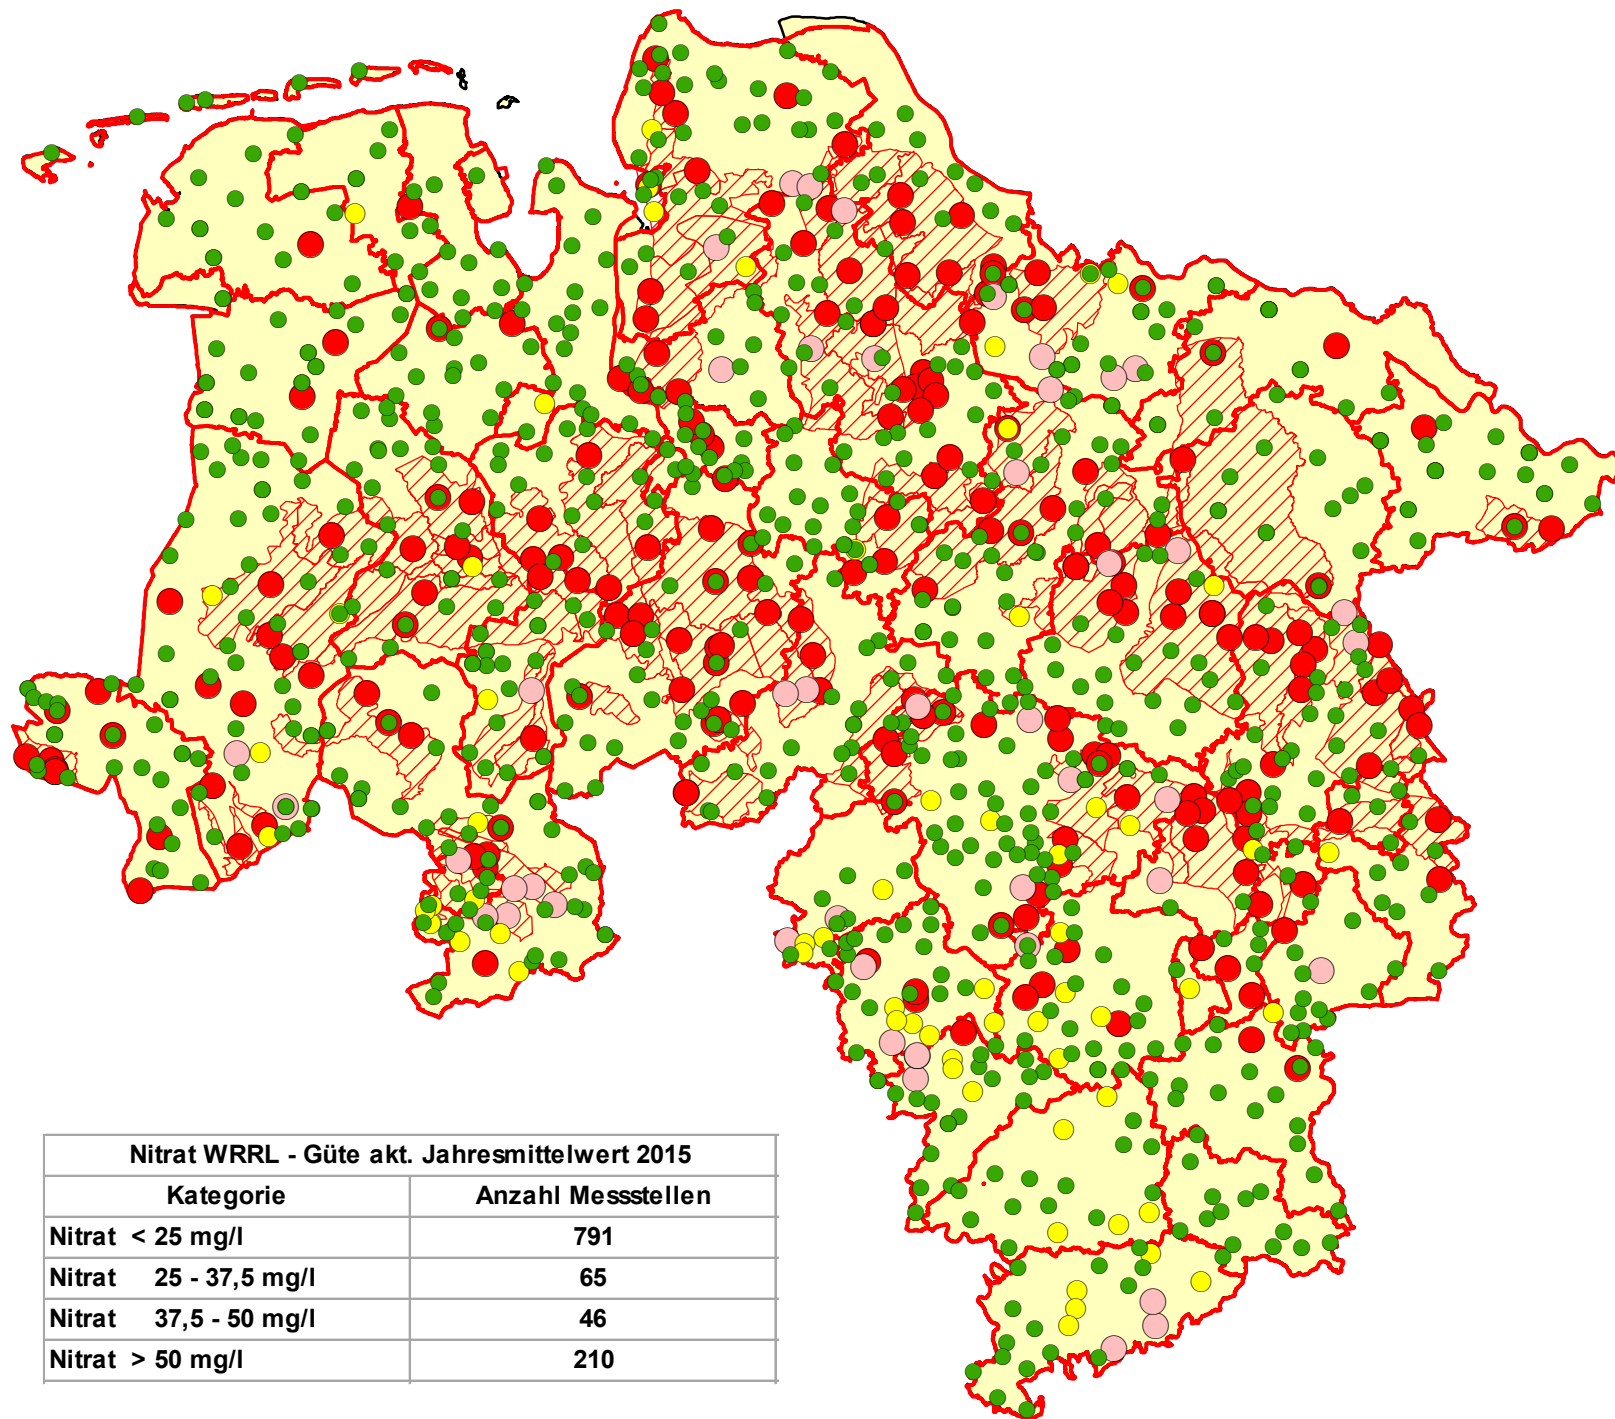 Nitrat WRRL - Güte akt. Jahresmittelwert 2015
Kategorie Anzahl Messstellen
Nitrat < 25 mg/l 791
Nitrat 25 - 37,5 mg/l 65
Nitrat 37,5 - 50 mg/l 46
Nitrat > 50 mg/l 210